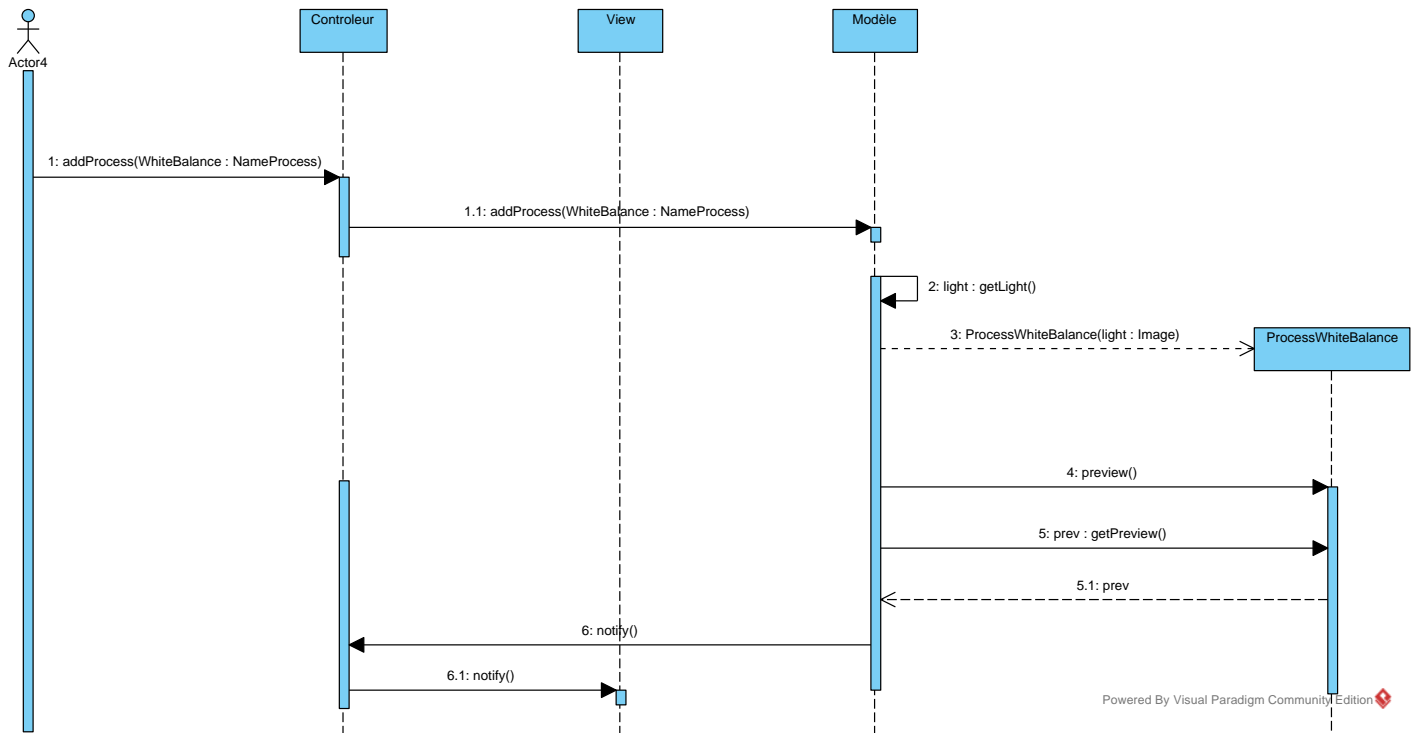 Controleur
View
Modèle
Actor4
1: addProcess(WhiteBalance : NameProcess)
1.1: addProcess(WhiteBalance : NameProcess)
2: light : getLight()
3: ProcessWhiteBalance(light : Image)
ProcessWhiteBalance
4: preview()
5: prev : getPreview()
5.1: prev
6: notify()
6.1: notify()
Powered By Visual Paradigm Community Edition